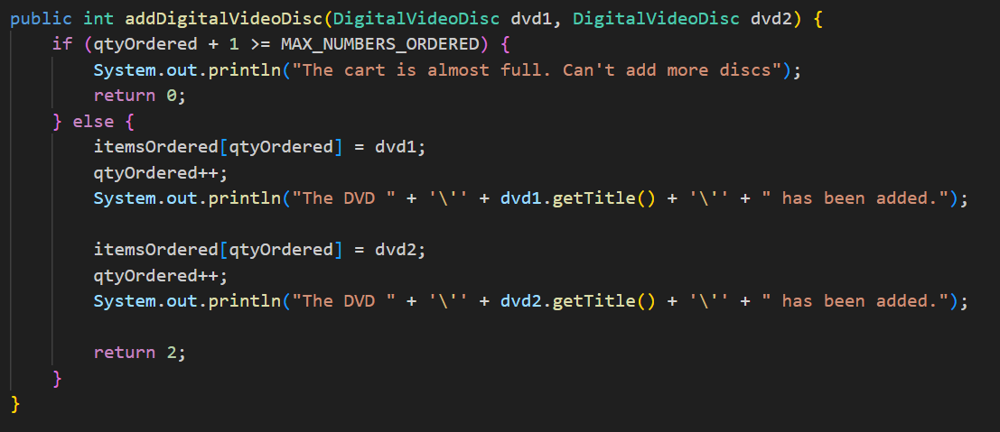 public int addDigitalVideoDisc(DigitalVideoDisc dvd1, DigitalVideoDisc dvd2) {
    if (qtyOrdered + 1 >= MAX_NUMBERS_ORDERED) {
        System.out.println("The cart is almost full. Can't add more discs");
        return 0;
    } else {
        itemsOrdered[qtyOrdered] = dvd1;
        qtyOrdered++;
        System.out.println("The DVD " + '\'' + dvd1.getTitle() + '\'' + " has been added.");

        itemsOrdered[qtyOrdered] = dvd2;
        qtyOrdered++;
        System.out.println("The DVD " + '\'' + dvd2.getTitle() + '\'' + " has been added.");

        return 2;
    }
}